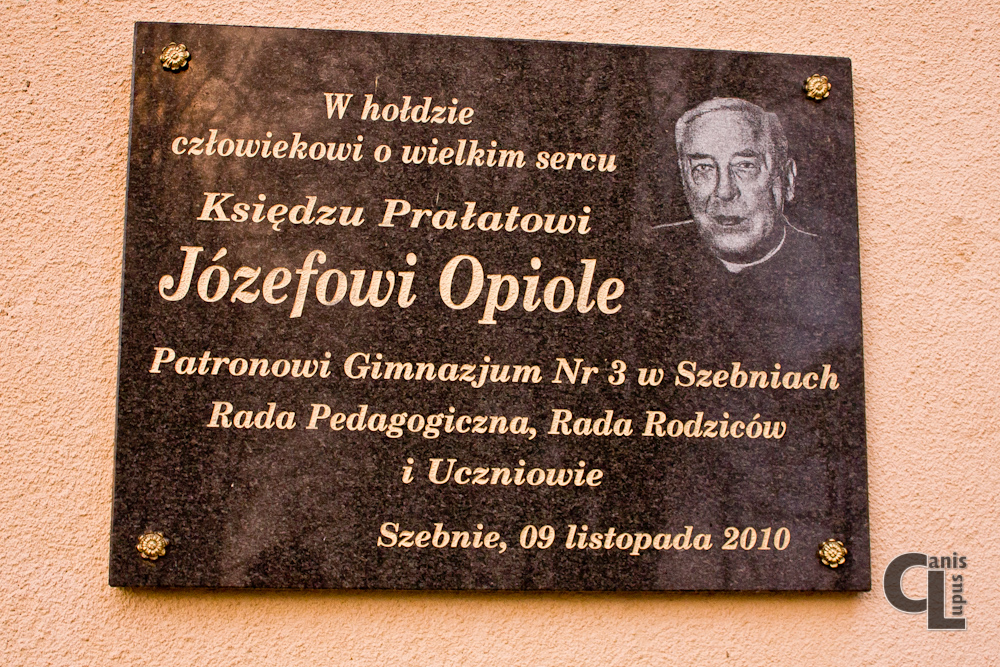 W hołdzie
człowiekowi o wielkim sercu
Księdzu Prałatowi
Józefowi Opiole
Patronowi Gimnazjum Nr 3 w Szebniach
Rada Pedagogiczna, Rada Rodziców
i Uczniowie
Szebnie, 09 listopada 2010
Canis
Lupus